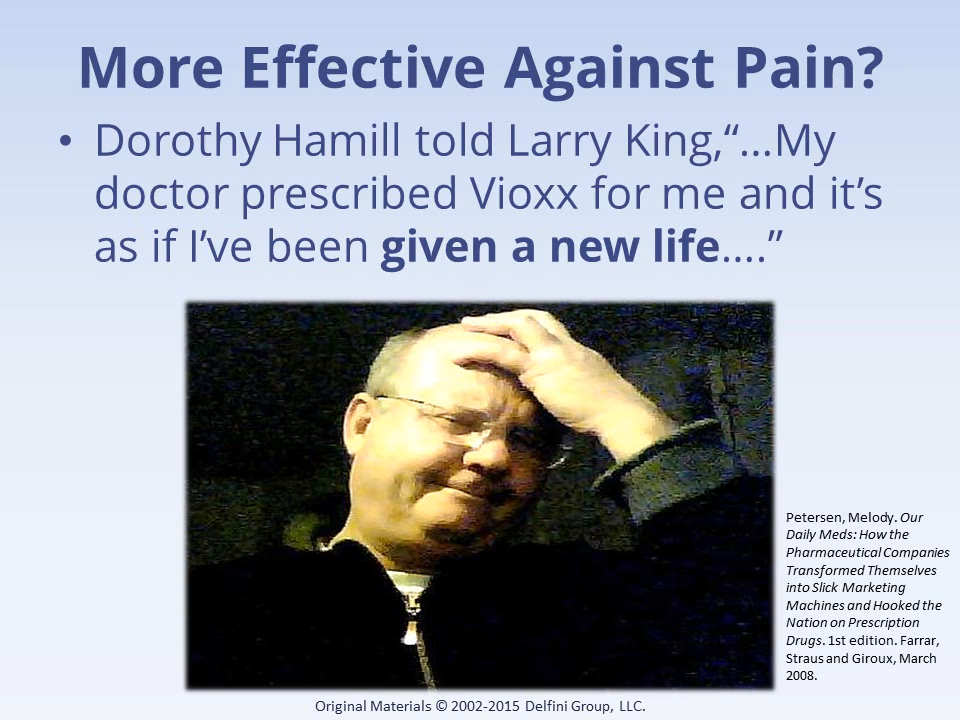 More Effective Against Pain?
• Dorothy Hamill told Larry King,“…My
doctor prescribed Vioxx for me and it’s
as if I’ve been given a new life….”
Petersen, Melody. Our
Daily Meds: How the
Pharmaceutical Companies
Transformed Themselves
into Slick Marketing
Machines and Hooked the
Nation on Prescription
Drugs. 1st edition. Farrar,
Straus and Giroux, March
2008.
Original Materials © 2002-2015 Delfini Group, LLC.